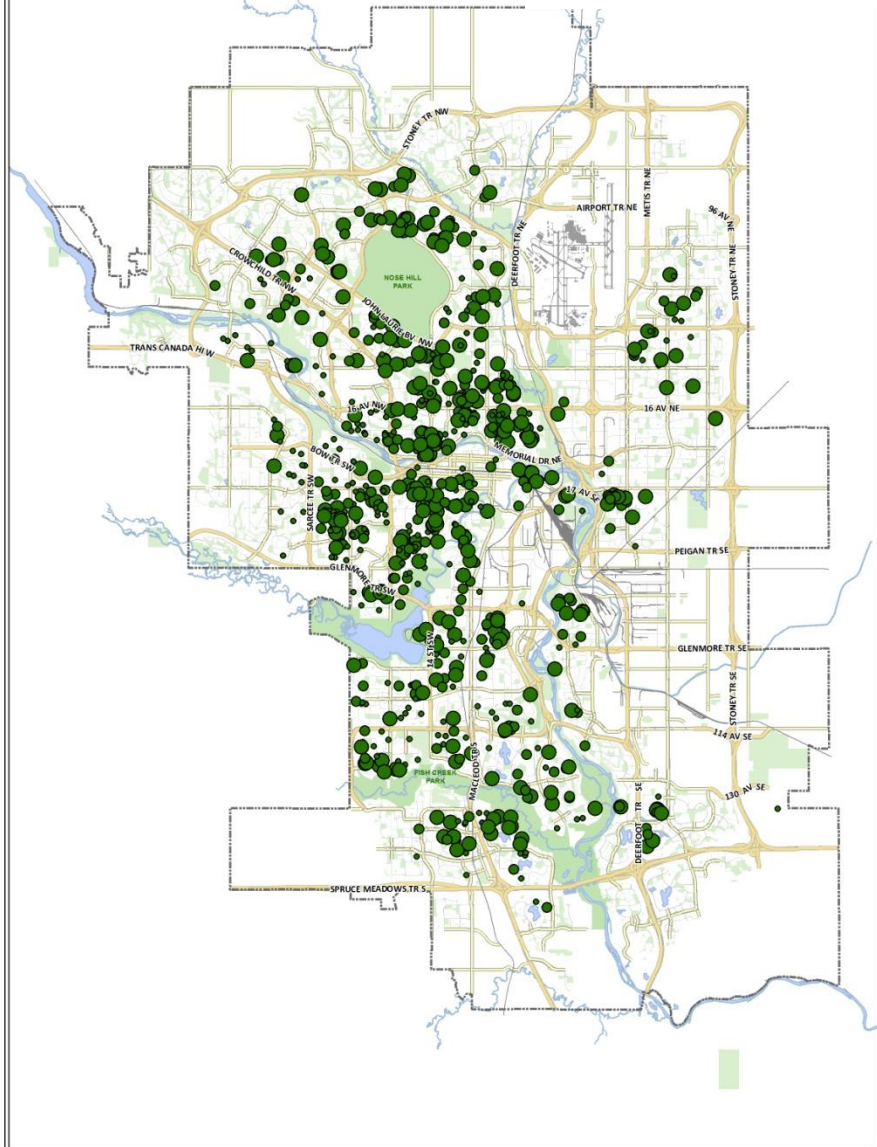 STONEY TR NW
AIRPORT TR NE
METIS TR NE
96 AV NE
DEERFOOT TR NE
STONEY TR NE
CROWCHILD TR NW
NOSE HILL
PARK
JOHN LAURIE BV NW
TRANS CANADA HI W
16 AV NW
16 AV NE
BOW TR SW
MEMORIAL DR NE
SARCEE TR SW
17 AV SE
PEIGAN TR SE
GLENMORE TR SW
14 ST SW
GLENMORE TR SE
STONEY TR SE
114 AV SE
MACLEOD TR S
FISH CREEK
PARK
130 AV SE
DEERFOOT TR SE
SPRUCE MEADOWS TR S